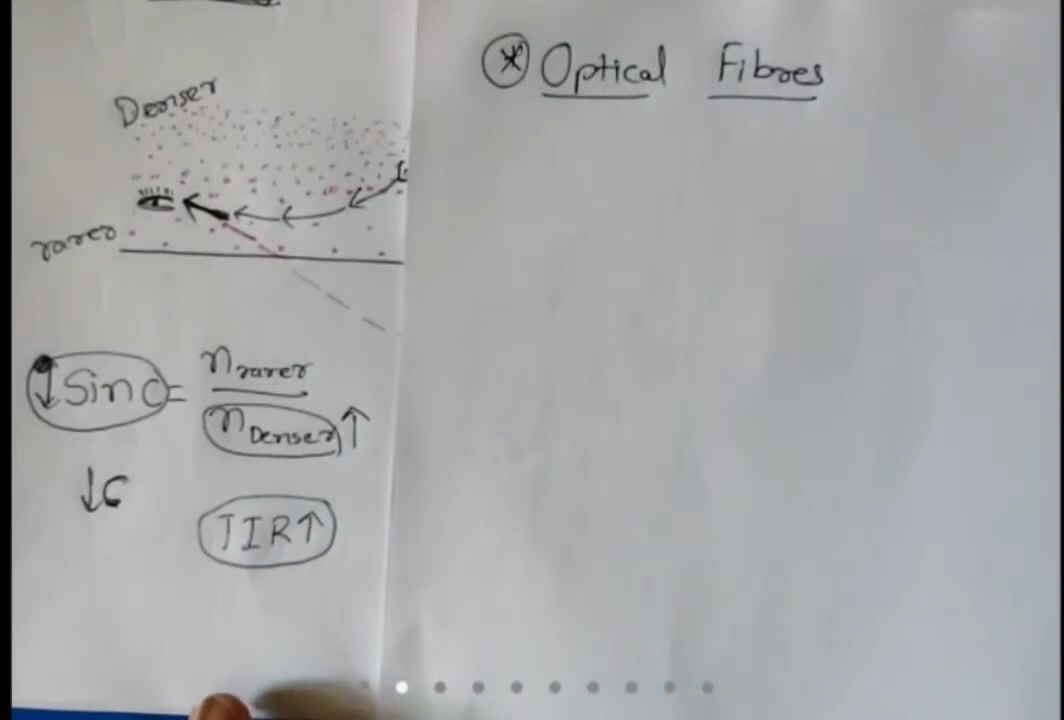 Denser
rarer
↓ Sin C = n rarer / n Denser ↑
↓ C
TIR ↑
* Optical Fibres